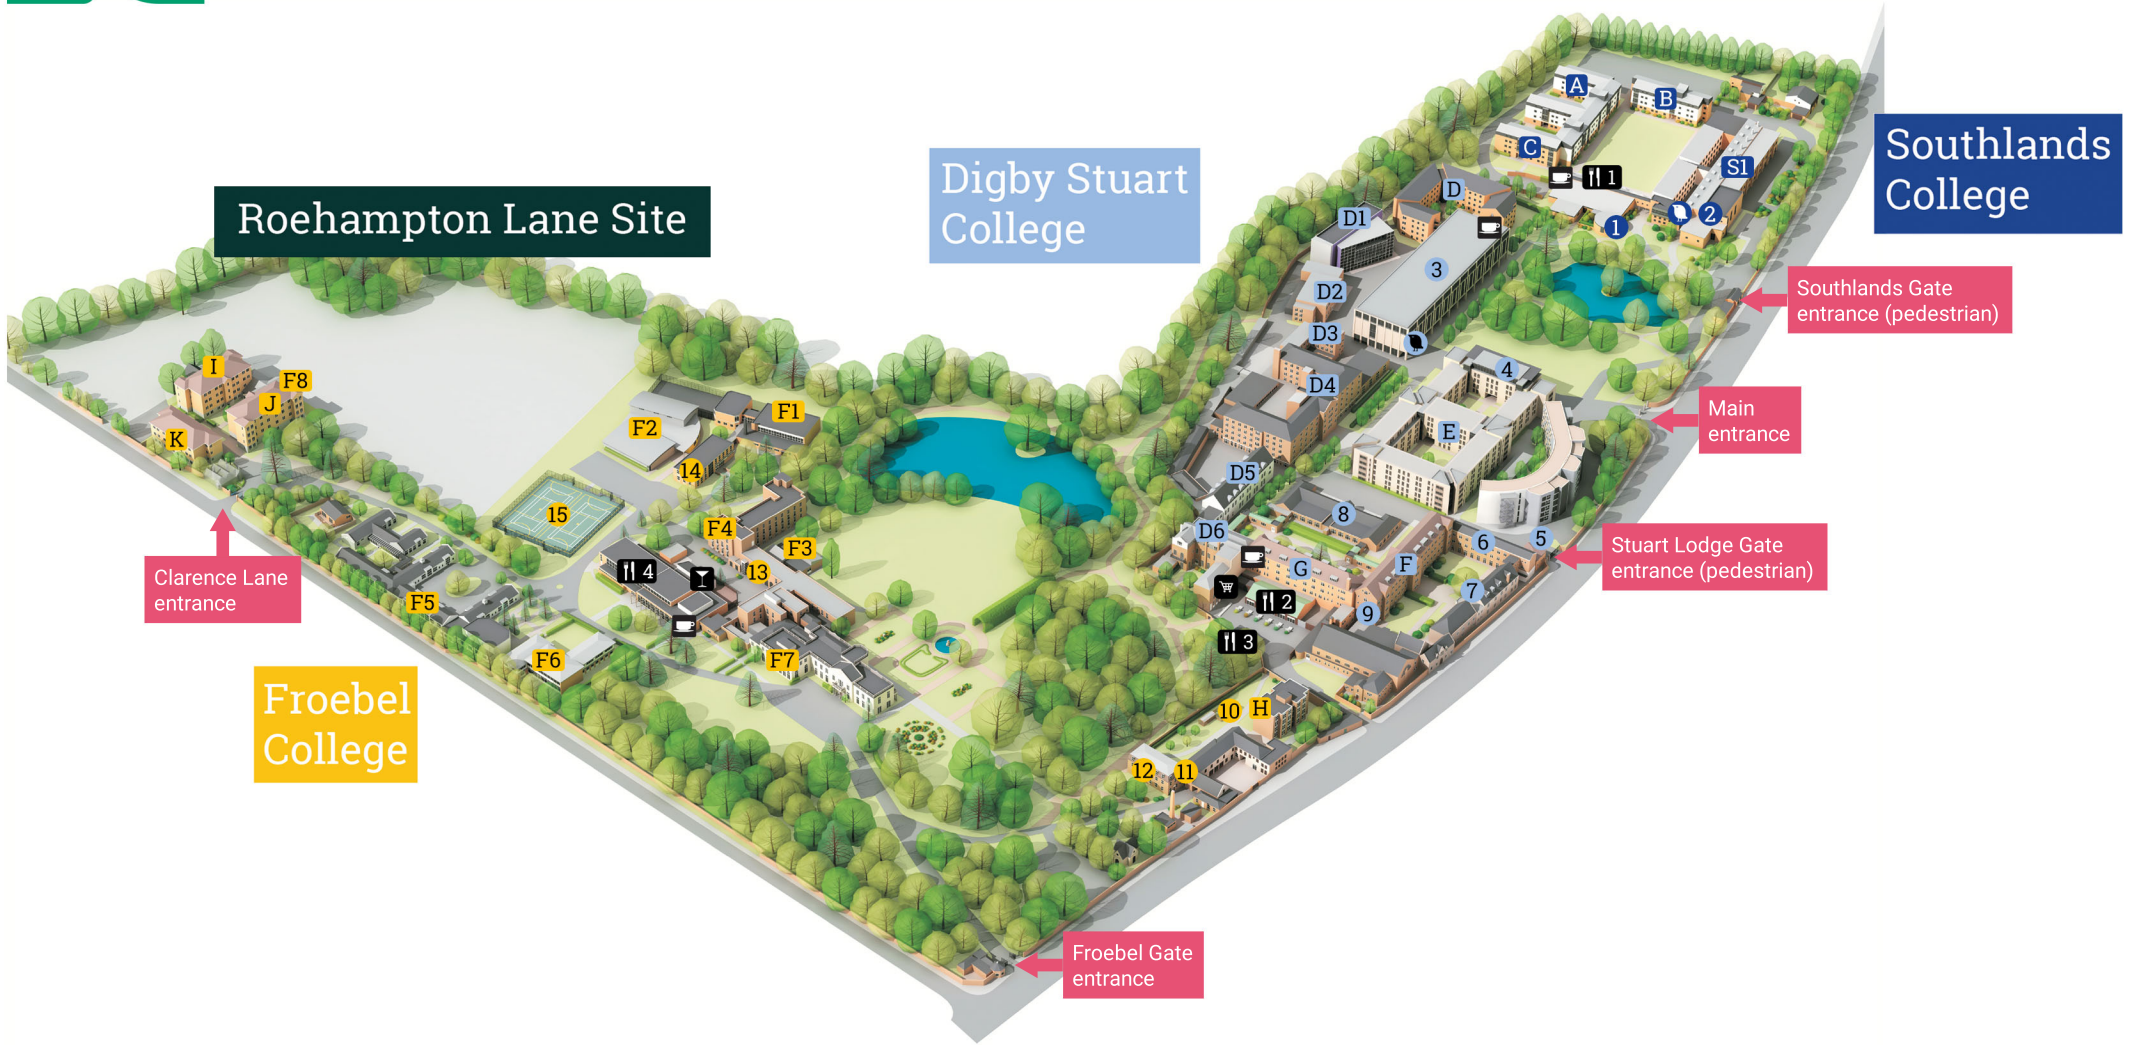 A
B
C
S1
1
1
2
Southlands
College
Digby Stuart
College
Roehampton Lane Site
D
D1
3
D2
D3
D4
4
E
D5
8
D6
6
5
F
G
7
2
9
3
Southlands Gate
entrance (pedestrian)
Main
entrance
Stuart Lodge Gate
entrance (pedestrian)
I
F8
J
K
F1
F2
14
15
F4
F3
13
4
F5
F6
F7
10
H
12
11
Clarence Lane
entrance
Froebel
College
Froebel Gate
entrance